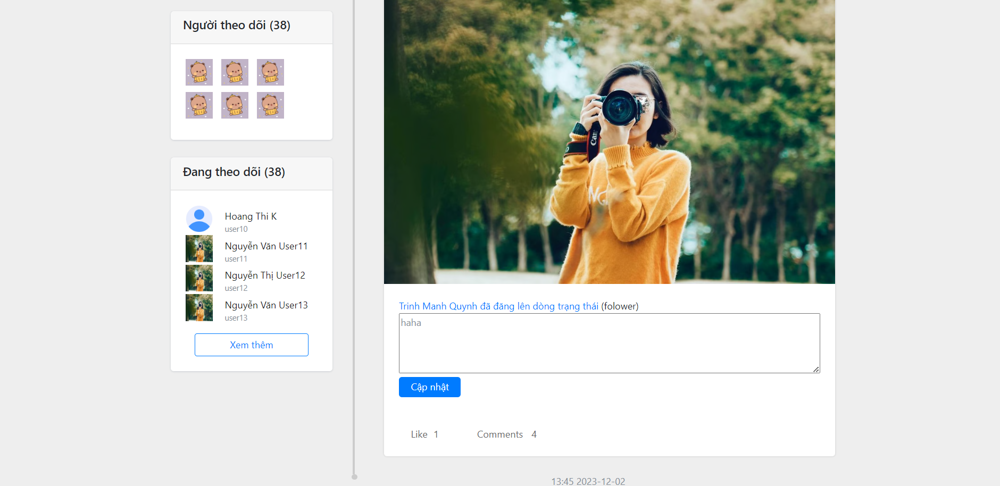 Người theo dõi (38)
Đang theo dõi (38)
Hoang Thi K
user10
Nguyễn Văn User11
user11
Nguyễn Thị User12
user12
Nguyễn Văn User13
user13
Xem thêm
Can
NG
Trinh Manh Quynh đã đăng lên dòng trạng thái (folower)
haha
Cập nhật
Like 1 Comments 4
13:45 2023-12-02